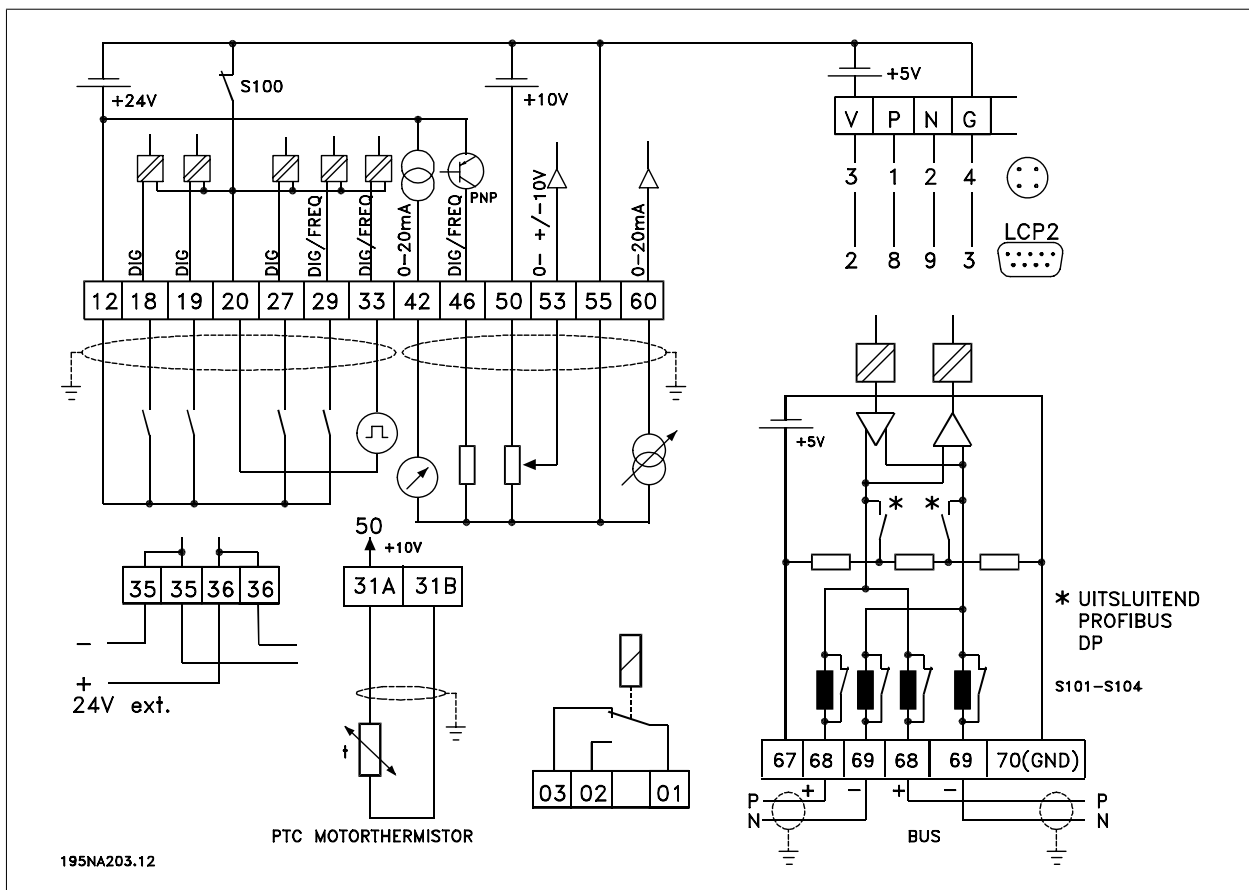 S100
+24V
+10V
+5V
V P N G
3 1 2 4
LCP2
2 8 9 3
DIG
DIG
DIG
DIG/FREQ
DIG/FREQ
0-20mA
DIG/FREQ
PNP
0- +/-10V
0-20mA
12 18 19 20 27 29 33 42 46 50 53 55 60
+5V
* *
50
+10V
35 35 36 36
31A 31B
-
+
24V ext.
* UITSLUITEND
PROFIBUS
DP
S101-S104
t
03 02 01
67 68 69 68 69 70(GND)
+ - + -
P
N
P
N
BUS
PTC MOTORTHERMISTOR
195NA203.12